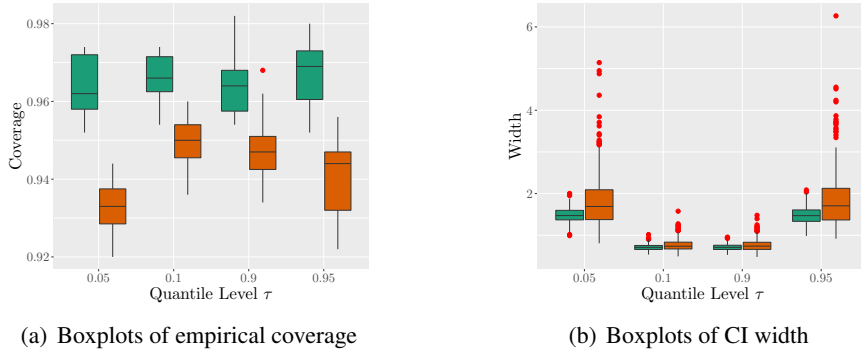 0.98
0.96
0.94
0.92
Coverage
0.05
0.1
0.9
0.95
Quantile Level τ
(a) Boxplots of empirical coverage
6
4
2
Width
0.05
0.1
0.9
0.95
Quantile Level τ
(b) Boxplots of CI width